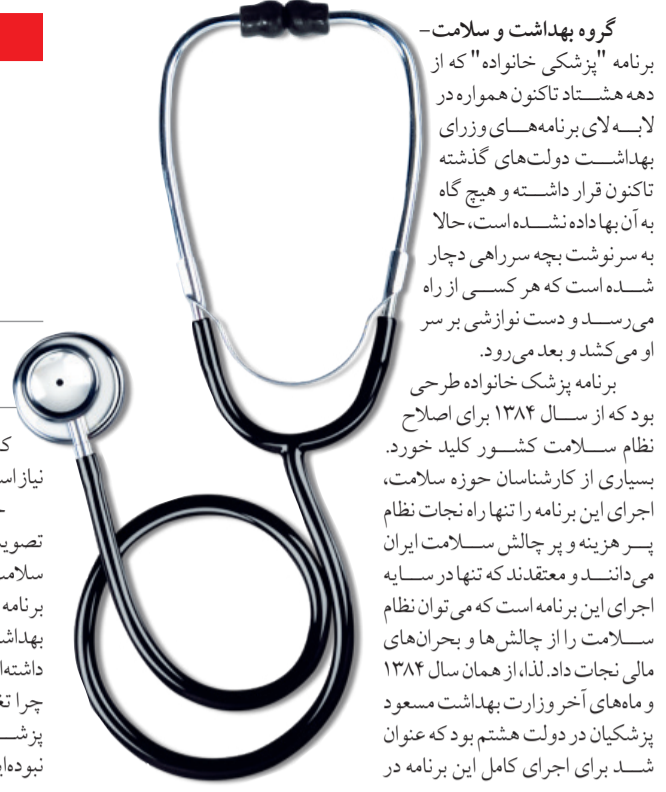 گروه بهداشت و سلامت-
برنامه "پزشکی خانواده" که از
دهه هشتاد تاکنون همواره در
لابه‌لای برنامه‌های وزرای
بهداشت دولت‌های گذشته
تاکنون قرار داشته و هیچ گاه
به آن بها داده نشده است، حالا
به سرنوشت بچه سرراهی دچار
شده است که هر کسی از راه
می‌رسد و دست نوازشی بر سر
او می‌کشد و بعد می‌رود.
برنامه پزشک خانواده طرحی
بود که از سال ۱۳۸۴ برای اصلاح
نظام سلامت کشور کلید خورد.
بسیاری از کارشناسان حوزه سلامت،
اجرای این برنامه را تنها راه نجات نظام
پر هزینه و پر چالش سلامت ایران
می‌دانند و معتقدند که تنها در سایه
اجرای این برنامه است که می‌توان نظام
سلامت را از چالش‌ها و بحران‌های
مالی نجات داد. لذا، از همان سال ۱۳۸۴
و ماه‌های آخر وزارت بهداشت مسعود
پزشکیان در دولت هشتم بود که عنوان
شد برای اجرای کامل این برنامه در
نیاز
سلامت
برنامه
چرا